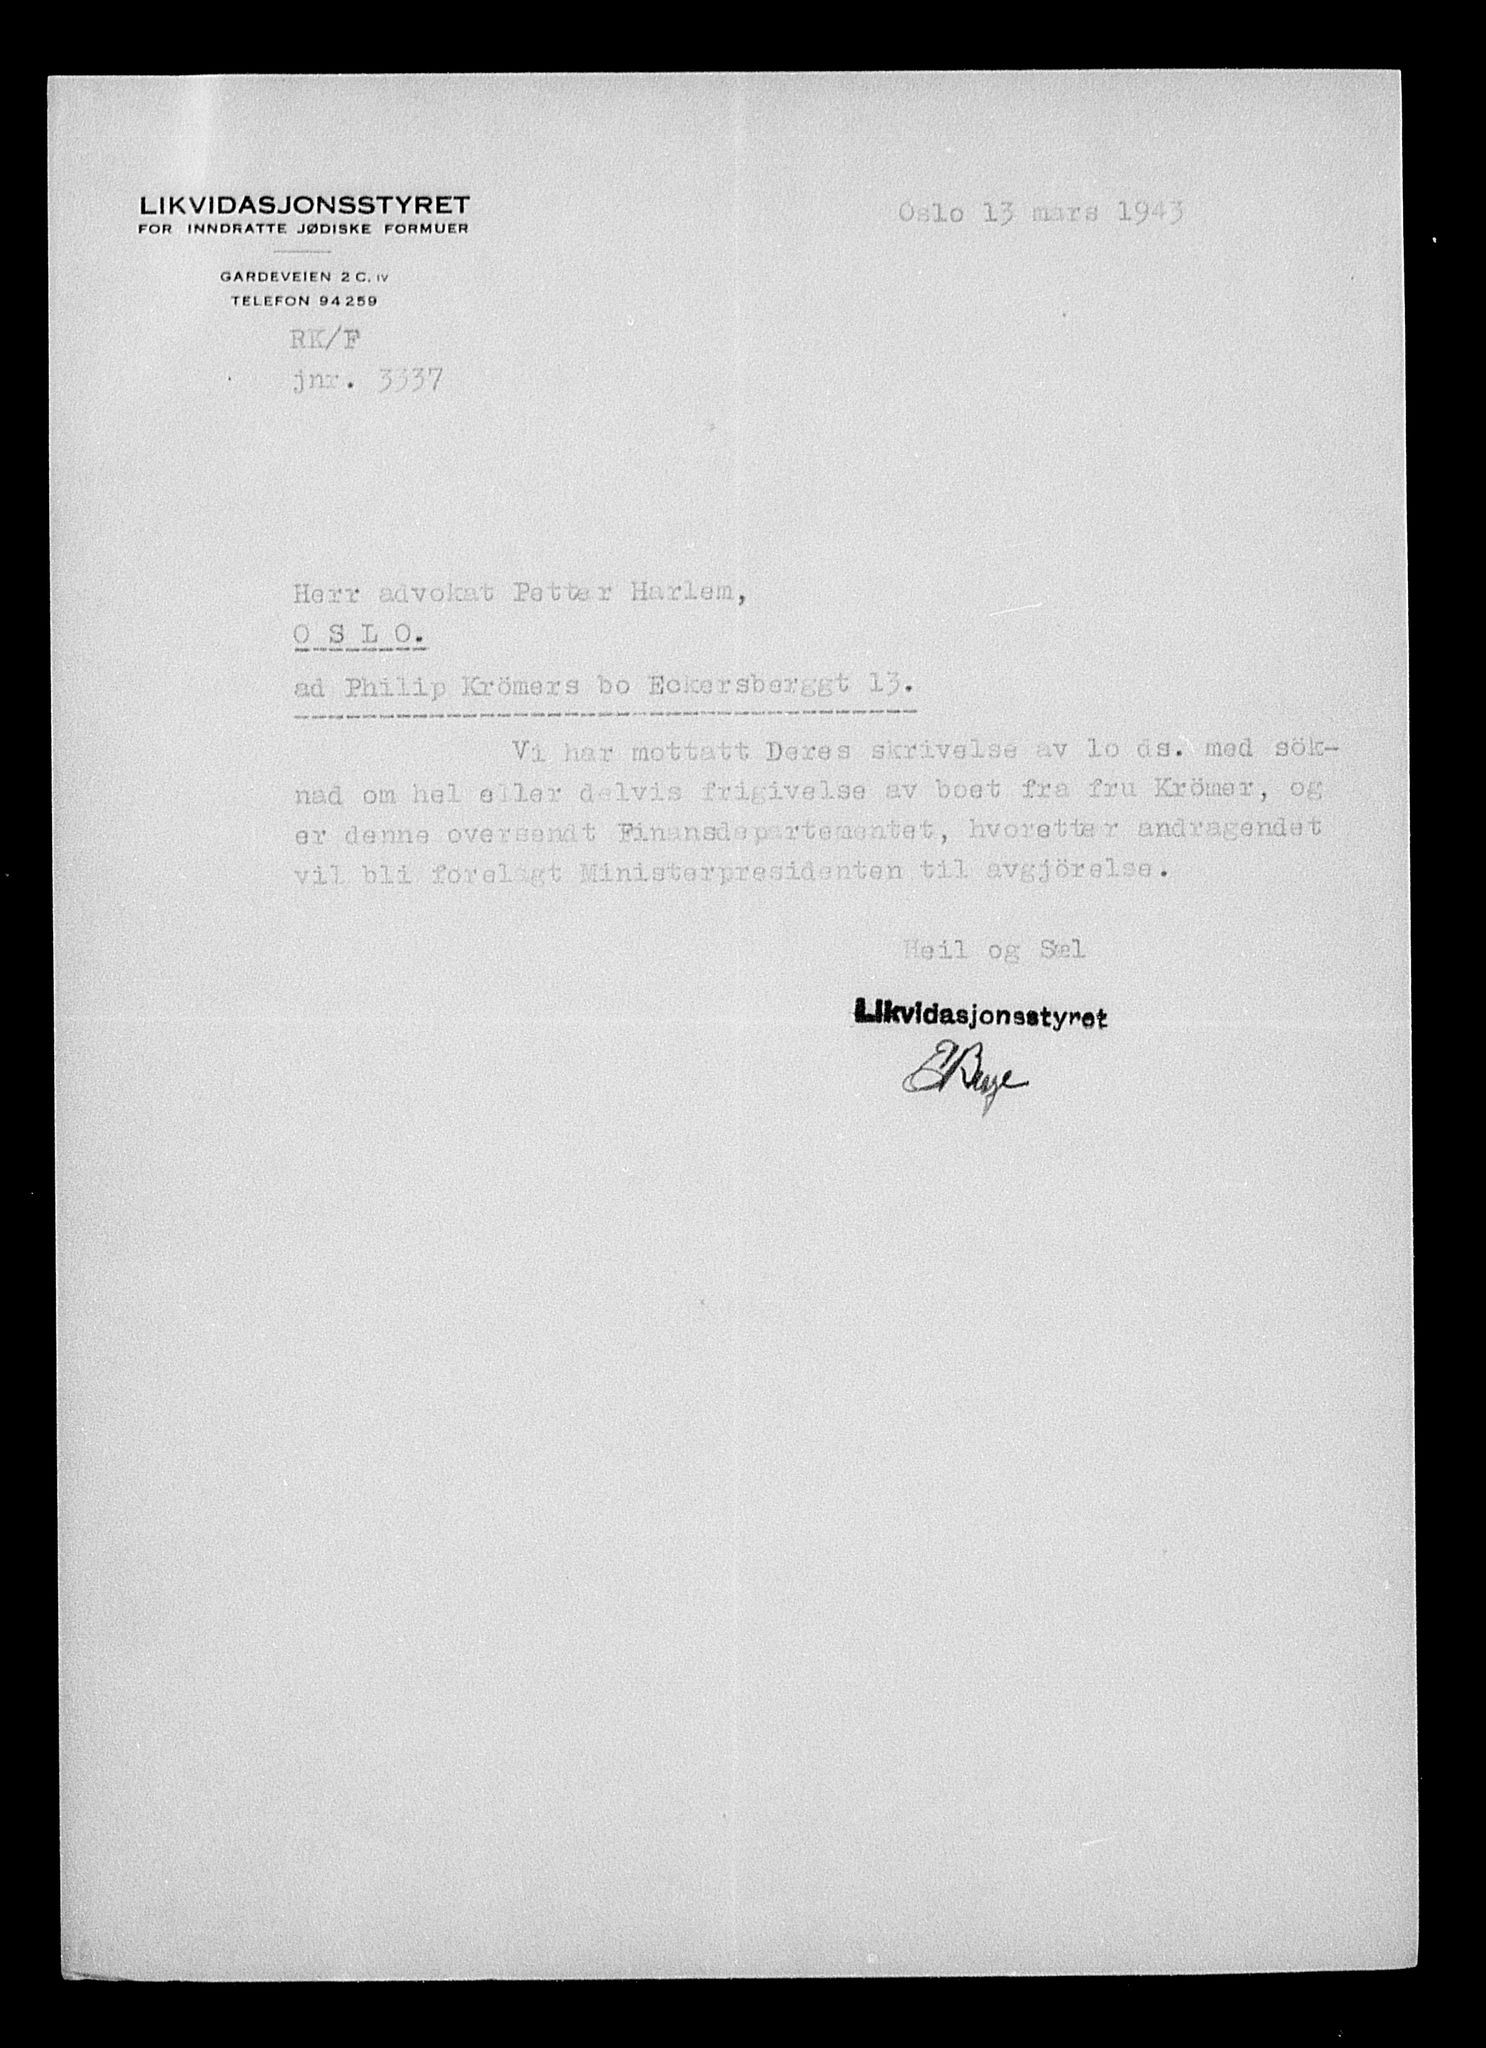 LIKVIDASJONSSTYRET
FOR INNDRATTE JØDISKE FORMUER
GARDEVEIEN 2 C. IV
TELEFON 94259
Oslo 13 mars 1943
RK/F
jnr. 3337
Herr advokat Petter Harlem,
O S L O.
ad Philip Krömers bo Eckersberggt 13.
Vi har mottatt Deres skrivelse av lo ds. med sök-
nad om hel eller delvis frigivelse av boet fra fru Krömer, og
er denne oversendt Finansdepartementet, hvoretter andragendet
vil bli forelagt Ministerpresidenten til avgjörelse.
Heil og Sæl
Likvidasjonsstyret